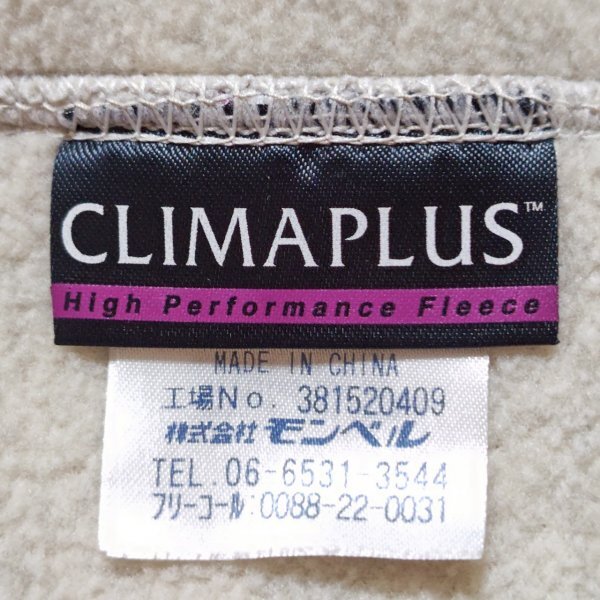 CLIMAPLUS™
High Performance Fleece
MADE IN CHINA
工場No. 381520409
株式会社モンベル
TEL. 06-6531-3544
フリーコール:0088-22-0031